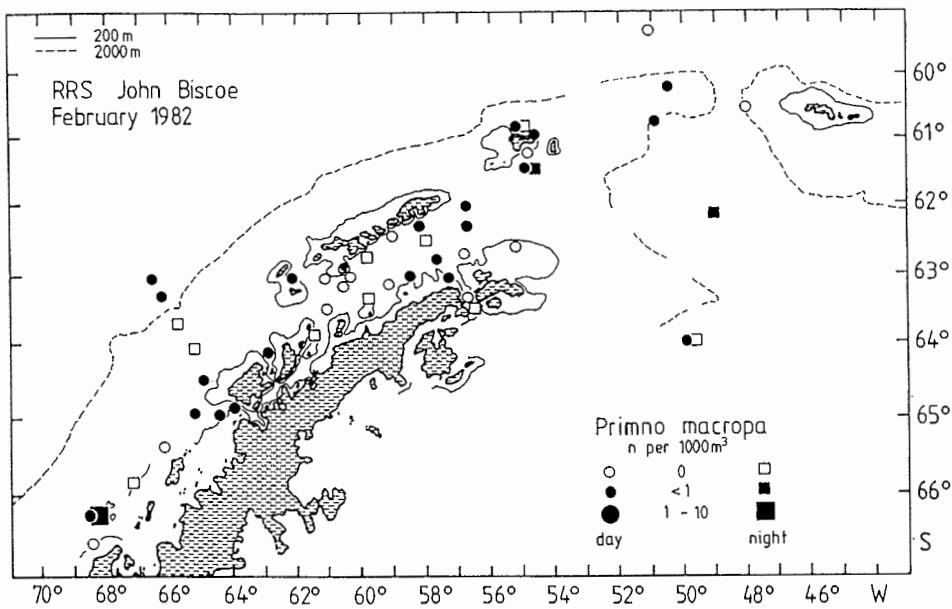 200 m
2000 m
RRS John Biscoe
February 1982
60°
61°
62°
63°
64°
65°
66°
S
Primno macropa
n per 1000m³
0
<1
1 - 10
day night
70° 68° 66° 64° 62° 60° 58° 56° 54° 52° 50° 48° 46° W